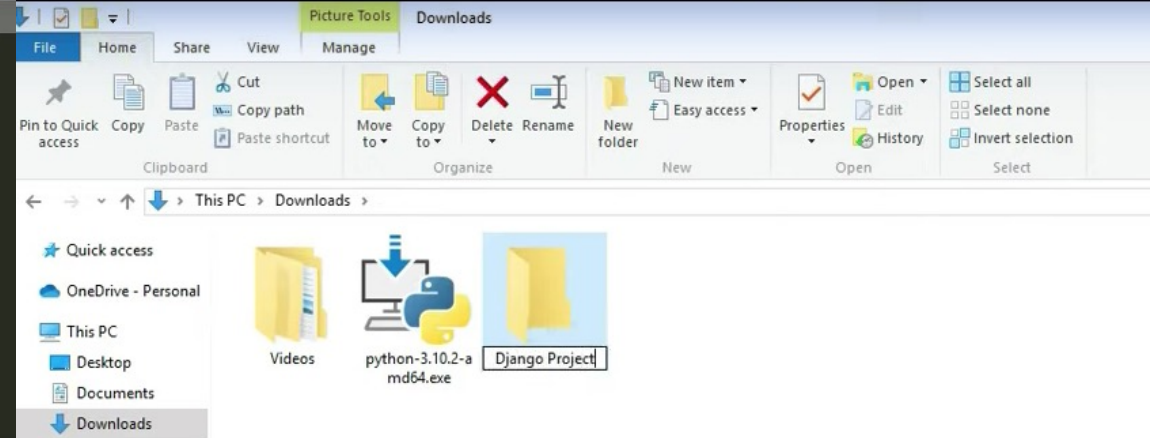 Picture Tools
Downloads
File
Home
Share
View
Manage
Pin to Quick
access
Copy
Paste
Cut
Copy path
Paste shortcut
Clipboard
Move
to
Copy
to
Delete
Rename
Organize
New
folder
New item
Easy access
New
Properties
Open
Edit
History
Open
Select all
Select none
Invert selection
Select
This PC > Downloads >
Quick access
OneDrive - Personal
This PC
Desktop
Documents
Downloads
Videos
python-3.10.2-a
md64.exe
Django Project